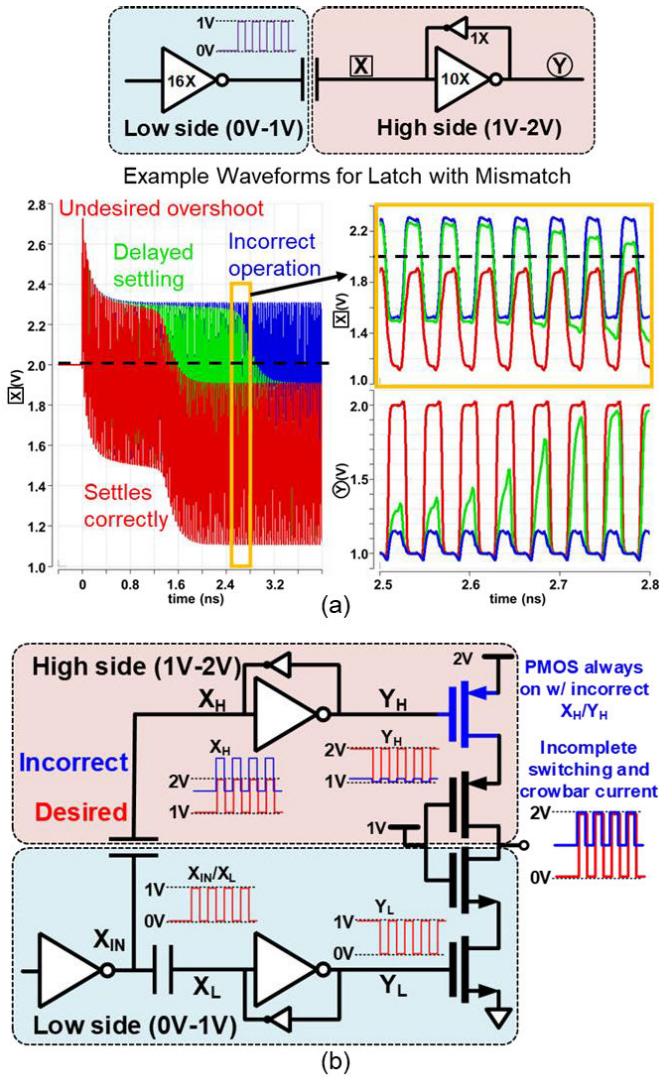 1V
0V
16X
X
1X
10X
Y
Low side (0V-1V)
High side (1V-2V)
Example Waveforms for Latch with Mismatch
2.8
2.6
2.4
2.2
2.0
1.8
1.6
1.4
1.2
1.0
X(V)
Undesired overshoot
Delayed
settling
Incorrect
operation
Settles
correctly
0
0.8
1.6
2.4
3.2
time (ns)
2.2
1.8
1.4
1.0
X(V)
2.0
1.8
1.6
1.4
1.2
1.0
Y(V)
2.5
2.6
2.7
2.8
time (ns)
(a)
High side (1V-2V)
XH
YH
2V
PMOS always
on w/ incorrect
XH/YH
Incorrect
Desired
XH
2V
1V
YH
2V
1V
1V
Incomplete
switching and
crowbar current
2V
0V
XIN/XL
1V
0V
YL
1V
0V
XIN
XL
YL
Low side (0V-1V)
(b)